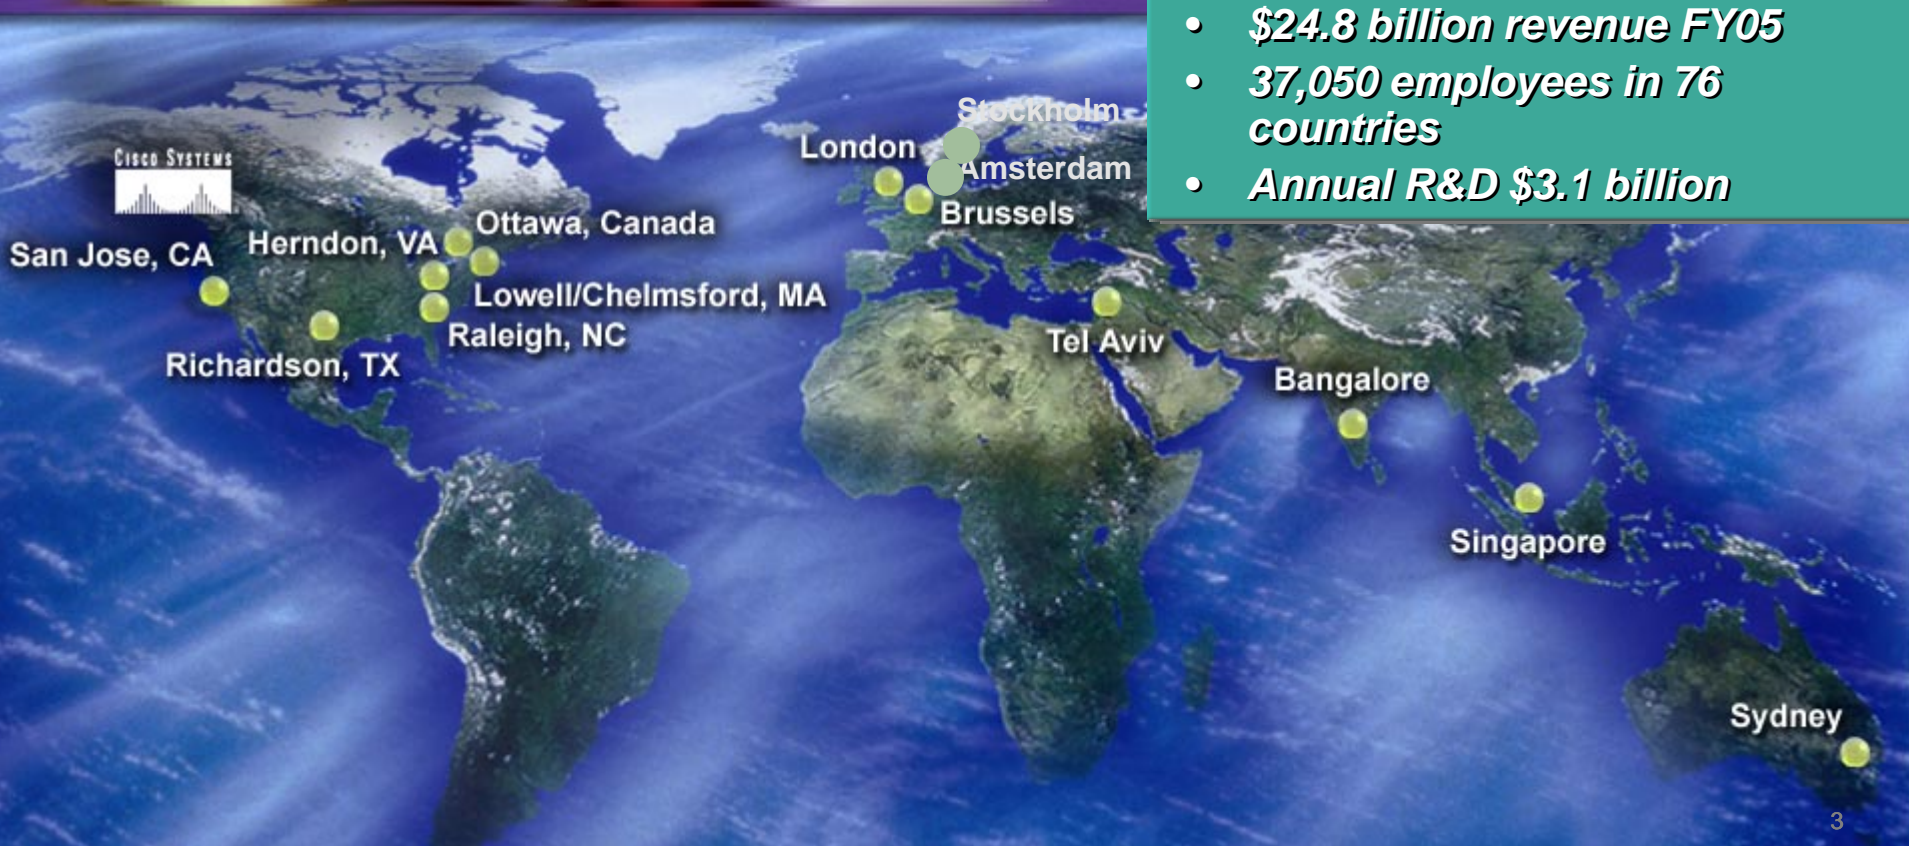 • $24.8 billion revenue FY05
• 37,050 employees in 76
countries
• Annual R&D $3.1 billion
Stockholm
London
Amsterdam
CISCO SYSTEMS
Brussels
Ottawa, Canada
Herndon, VA
San Jose, CA
Lowell/Chelmsford, MA
Raleigh, NC
Tel Aviv
Richardson, TX
Bangalore
Singapore
Sydney
3